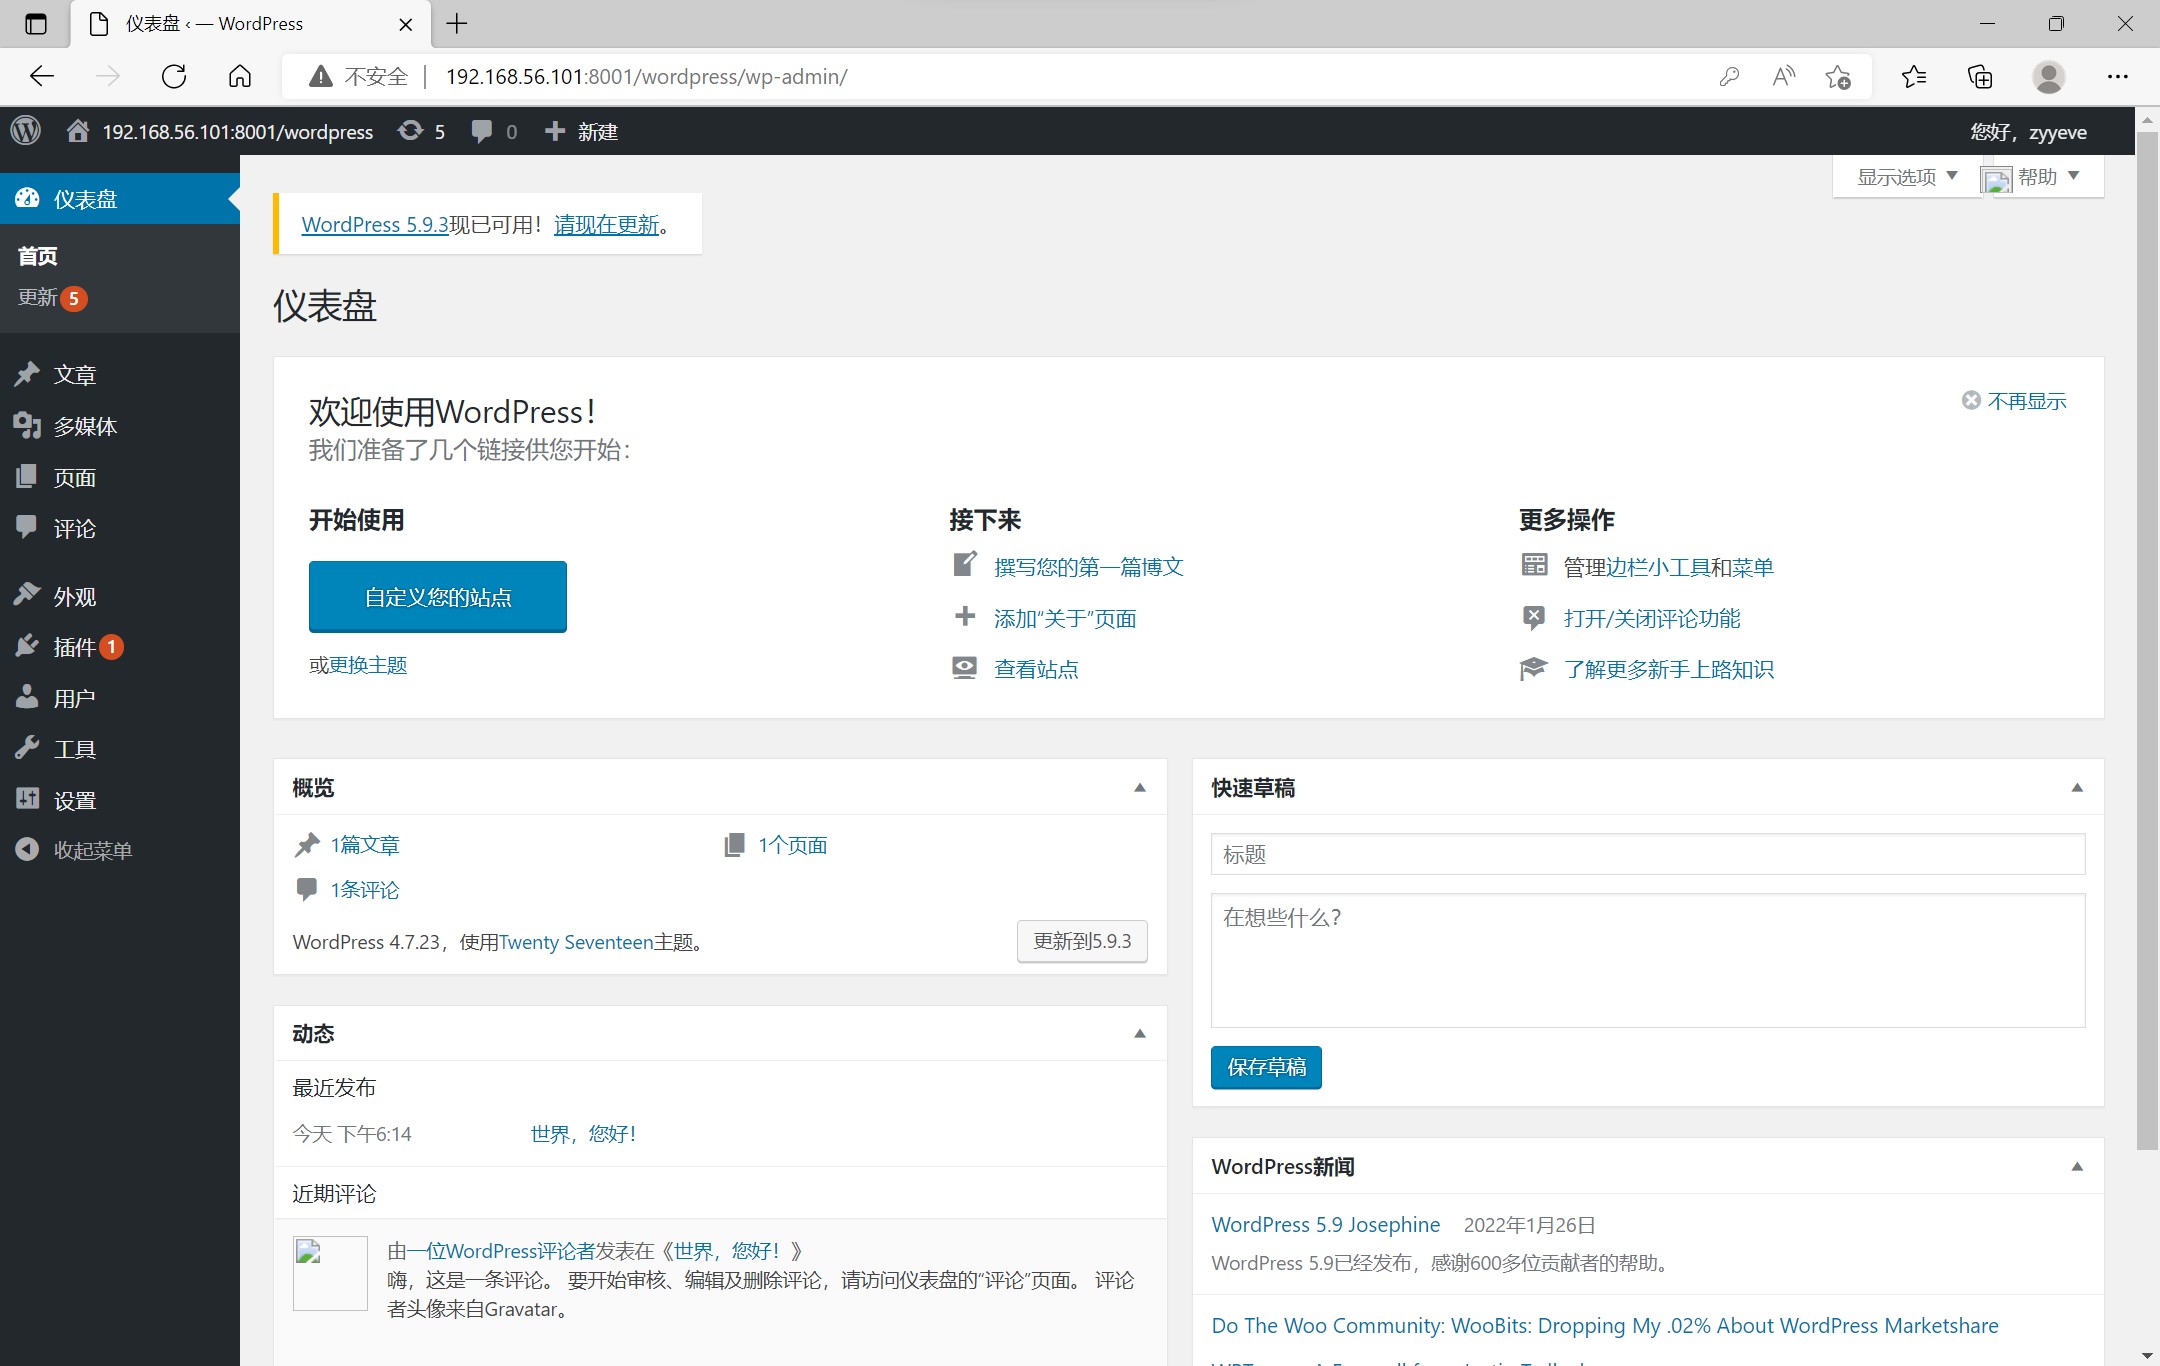 仪表盘 ‹ — WordPress
不安全 | 192.168.56.101:8001/wordpress/wp-admin/
192.168.56.101:8001/wordpress 5 0 新建 您好，zyyeve
显示选项 帮助
仪表盘
首页
更新 5
文章
多媒体
页面
评论
外观
插件 1
用户
工具
设置
收起菜单
WordPress 5.9.3现已可用！请现在更新。
仪表盘
欢迎使用WordPress！
不再显示
我们准备了几个链接供您开始：
开始使用
自定义您的站点
或更换主题
接下来
撰写您的第一篇博文
添加“关于”页面
查看站点
更多操作
管理边栏小工具和菜单
打开/关闭评论功能
了解更多新手上路知识
概览
1篇文章
1个页面
1条评论
WordPress 4.7.23，使用Twenty Seventeen主题。
更新到5.9.3
动态
最近发布
今天 下午6:14 世界，您好！
近期评论
由一位WordPress评论者发表在《世界，您好！》
嗨，这是一条评论。 要开始审核、编辑及删除评论，请访问仪表盘的“评论”页面。 评论
者头像来自Gravatar。
快速草稿
标题
在想些什么？
保存草稿
WordPress新闻
WordPress 5.9 Josephine 2022年1月26日
WordPress 5.9已经发布，感谢600多位贡献者的帮助。
Do The Woo Community: WooBits: Dropping My .02% About WordPress Marketshare